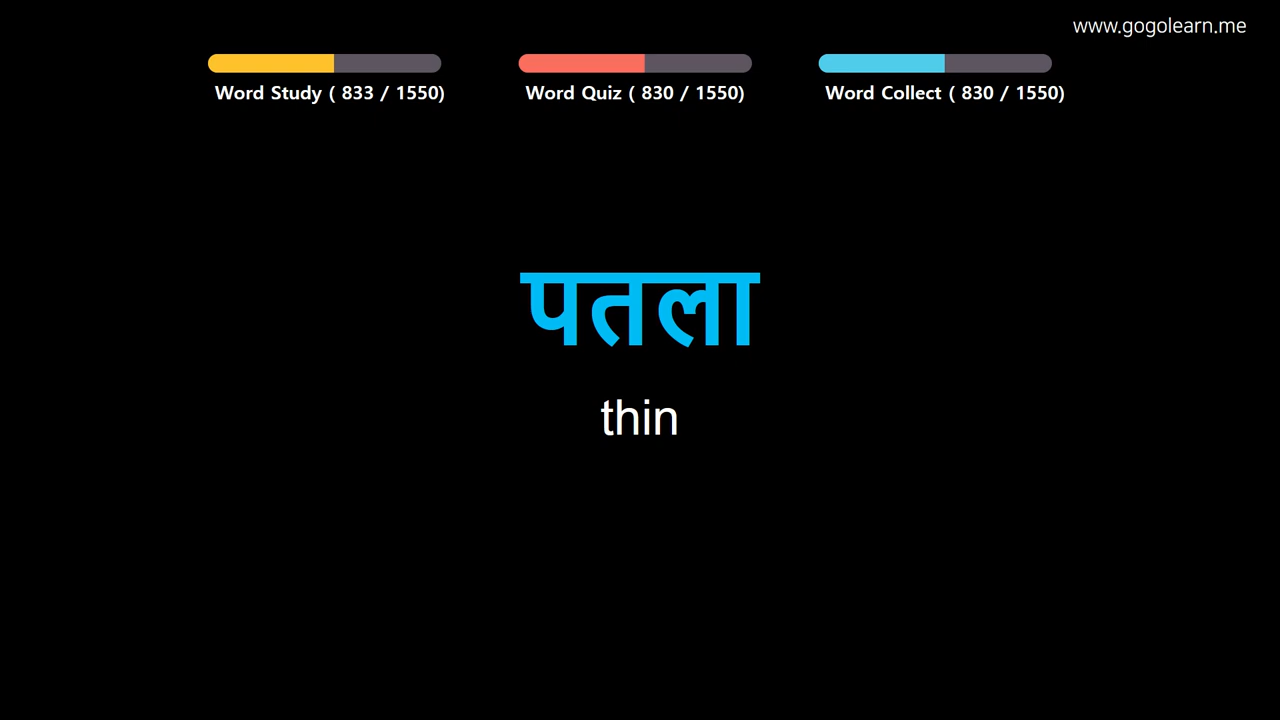 www.gogolearn.me
Word Study ( 833 / 1550)
Word Quiz ( 830 / 1550)
Word Collect ( 830 / 1550)
पतला
thin